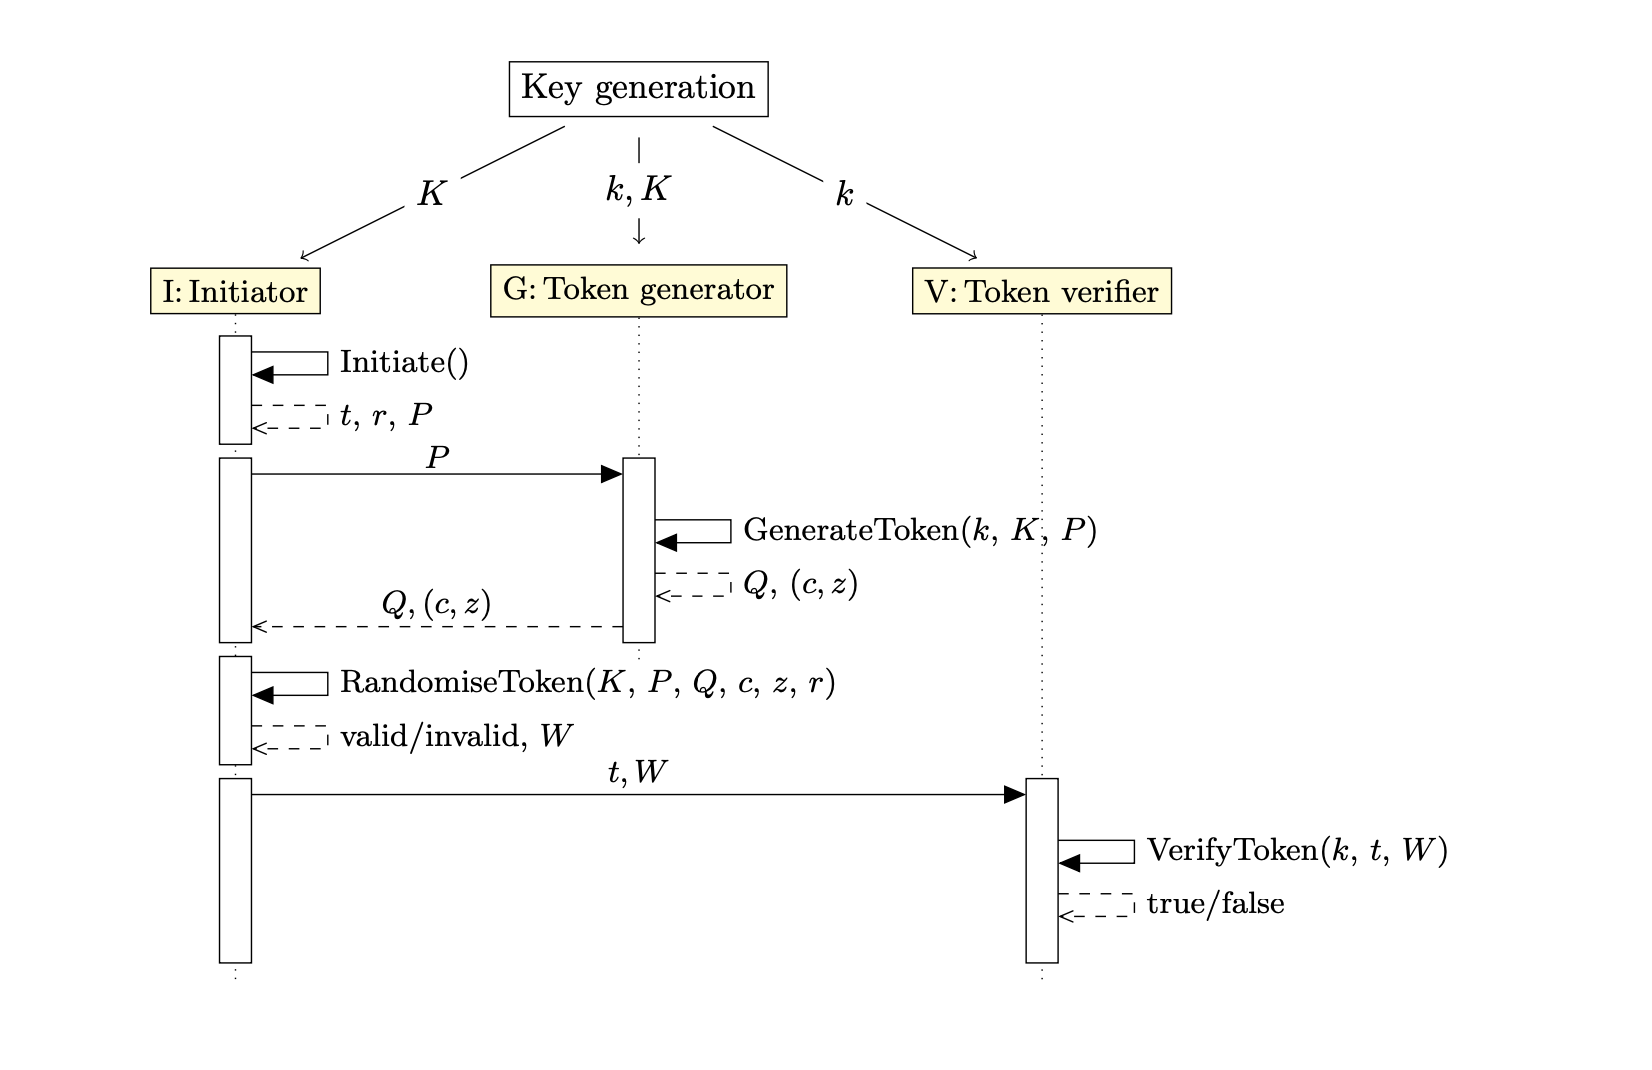 Key generation
K
k, K
k
I: Initiator
G: Token generator
V: Token verifier
Initiate()
t, r, P
P
GenerateToken(k, K, P)
Q, (c, z)
Q, (c, z)
RandomiseToken(K, P, Q, c, z, r)
valid/invalid, W
t, W
VerifyToken(k, t, W)
true/false